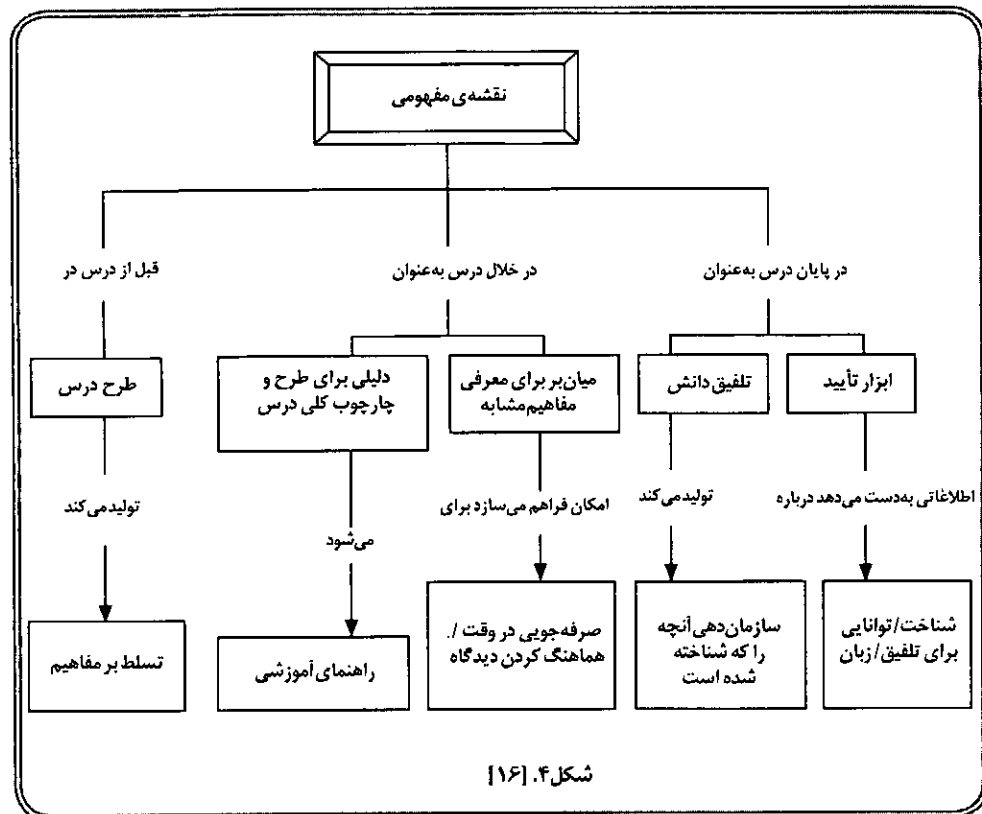 نقشه‌ی مفهومی
در پایان درس به‌عنوان
در خلال درس به‌عنوان
قبل از درس در
ابزار تأیید
تلفیق دانش
میان‌بر برای معرفی
مفاهیم مشابه
دلیلی برای طرح و
چارچوب کلی درس
طرح درس
اطلاغاتی به‌دست می‌دهد درباره
تولید می‌کند
امکان فراهم می‌سازد برای
می‌شود
تولید می‌کند
شناخت/توانایی
برای تلفیق/زبان
سازمان‌دهی آنچه
را که شناخته
شده است
صرفه‌جویی در وقت /.
هماهنگ کردن دیدگاه
راهنمای آموزشی
تسلط بر مفاهیم
شکل۴. [۱۶]